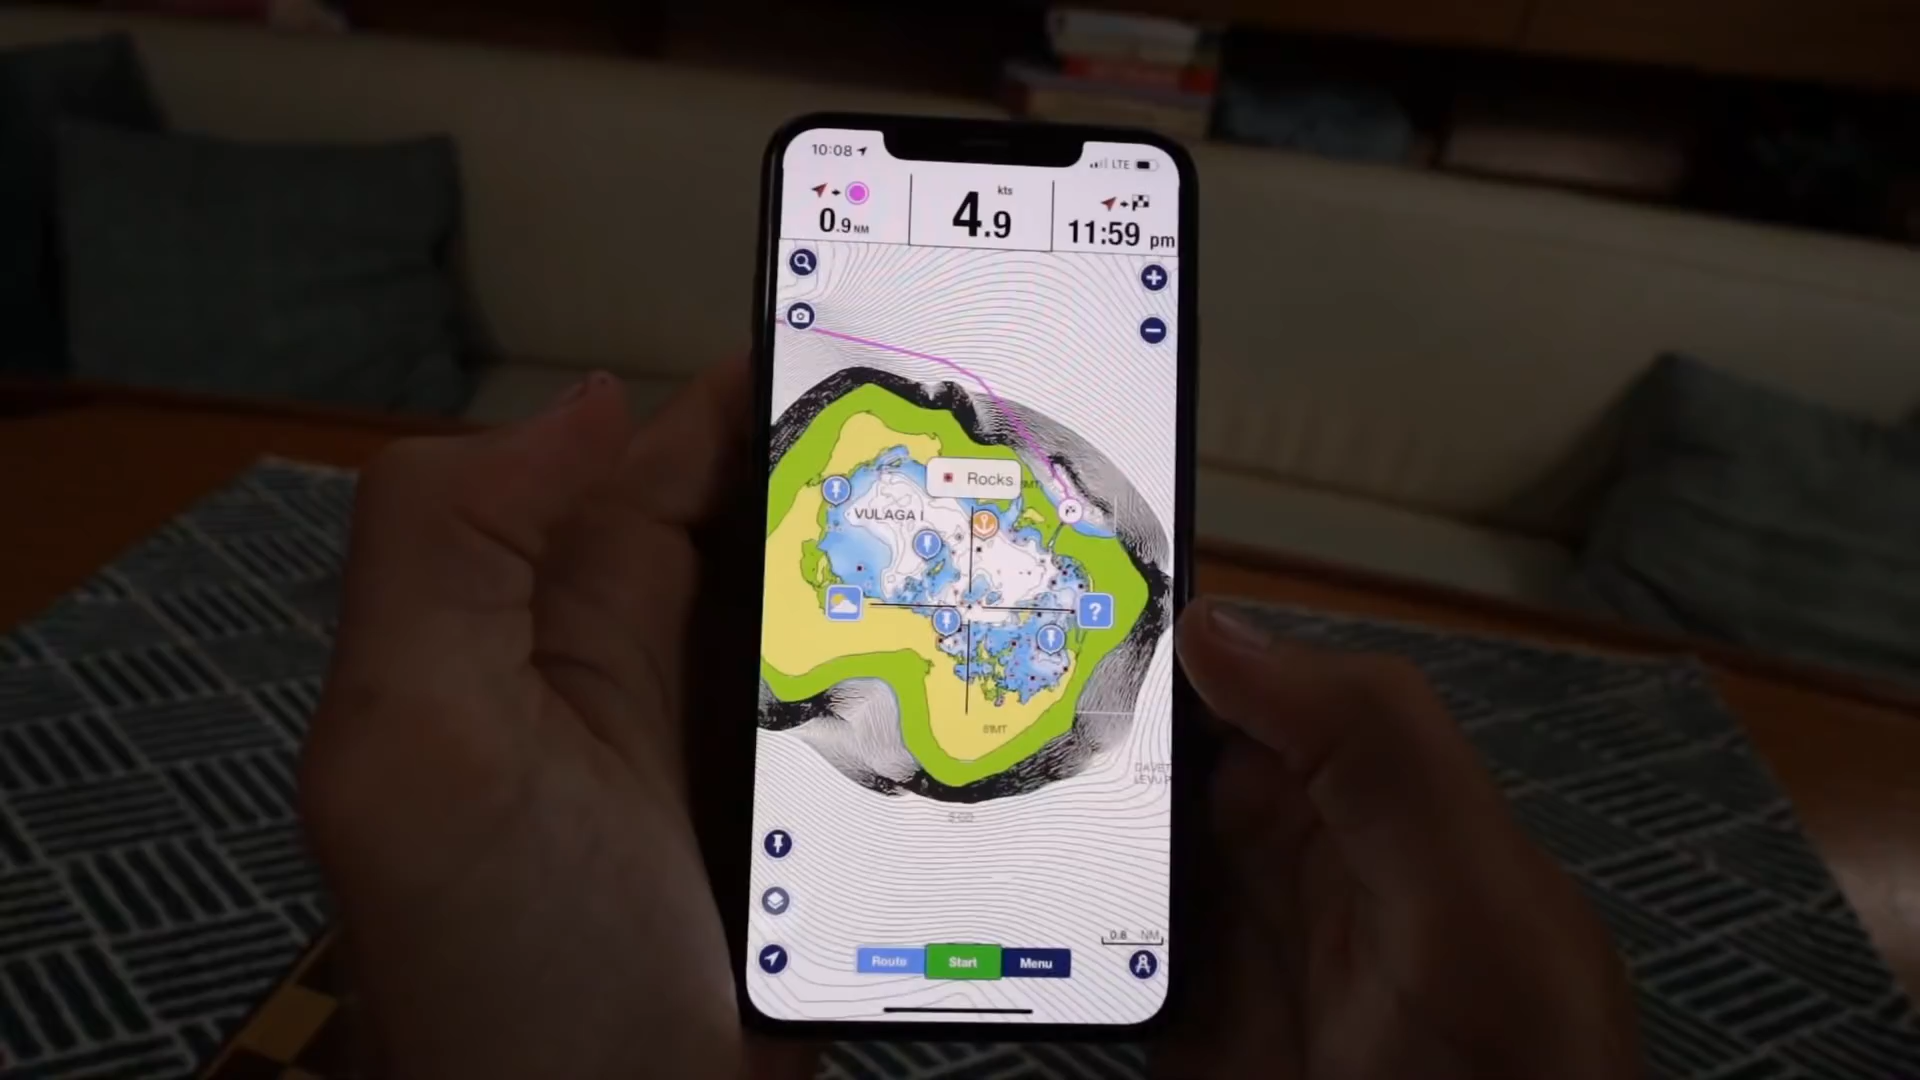 10:08
LTE
0.9 NM
kts
4.9
11:59 pm
Rocks
VULAGA I
?
0.8 NM
Route
Start
Menu